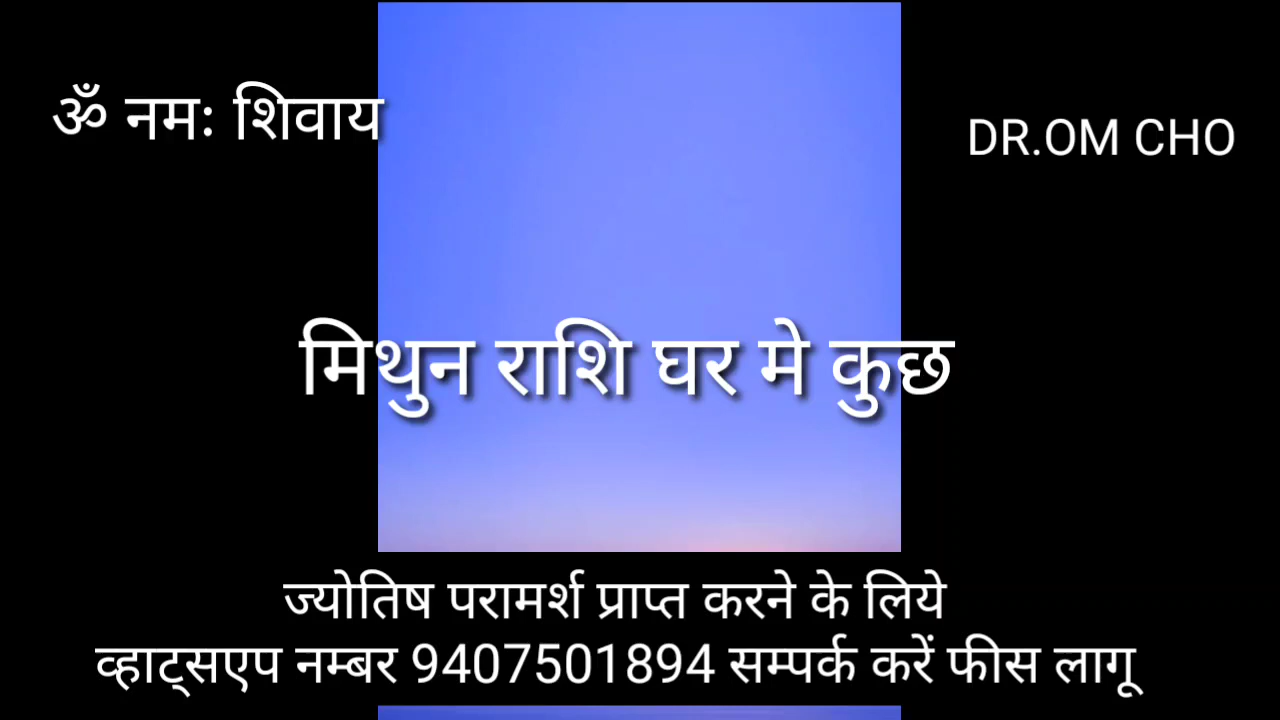 ॐ नमः शिवाय
DR.OM CHO
मिथुन राशि घर मे कुछ
ज्योतिष परामर्श प्राप्त करने के लिये
व्हाट्सएप नम्बर 9407501894 सम्पर्क करें फीस लागू